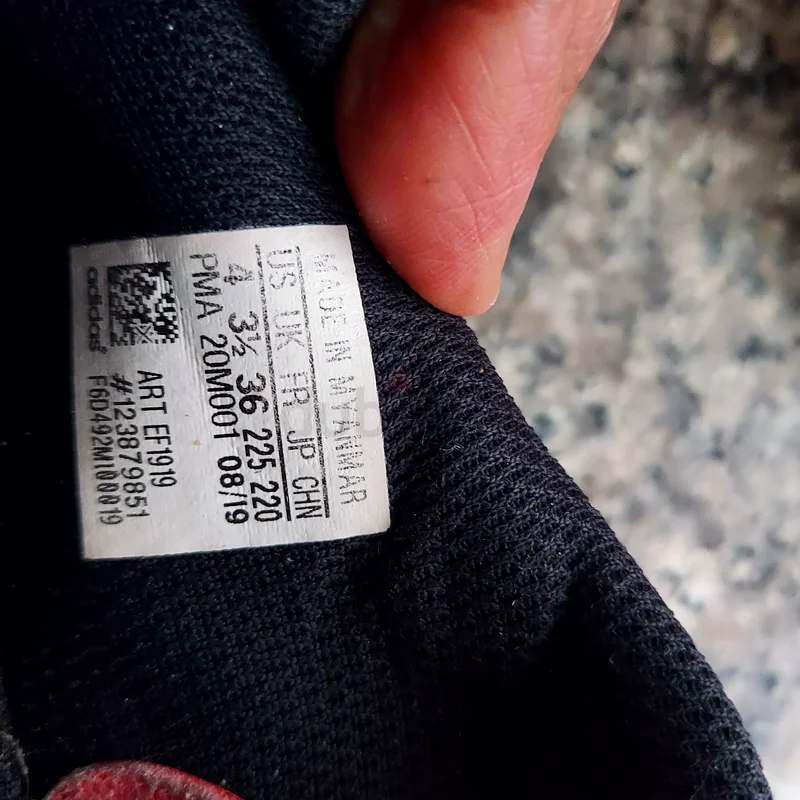 MADE IN MYANMAR
US UK FR JP CHN
4 3½ 36 225 220
PMA 20M001 08/19
ART EF1919
#123879851
F6D492M1000019
adidas